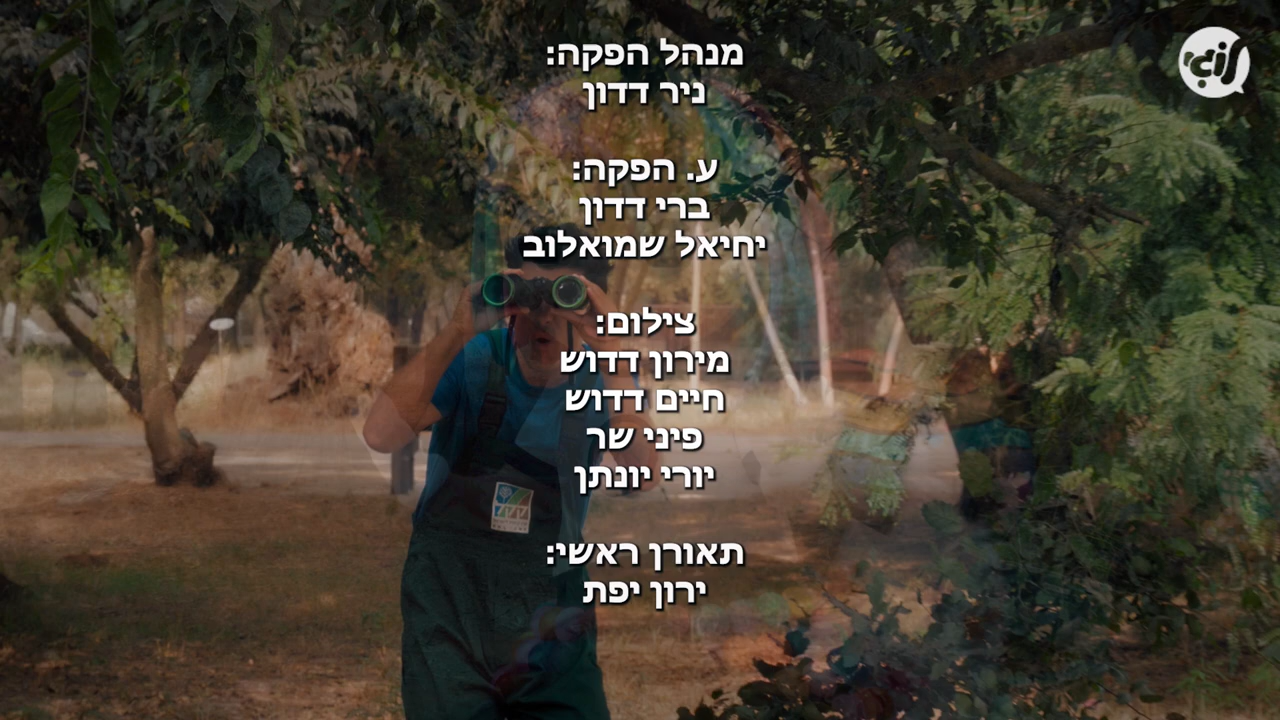 מנהל הפקה:
ניר דדון
ע. הפקה:
ברי דדון
יחיאל שמואלוב
צילום:
מירון דדוש
חיים דדוש
פיני שר
יורי יונתן
תאורן ראשי:
ירון יפת